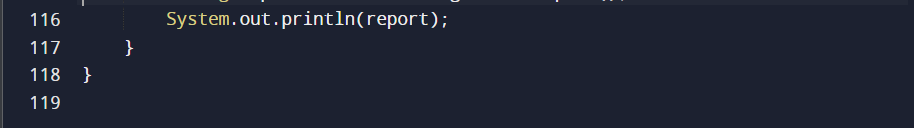 116 System.out.println(report);
117 }
118 }
119